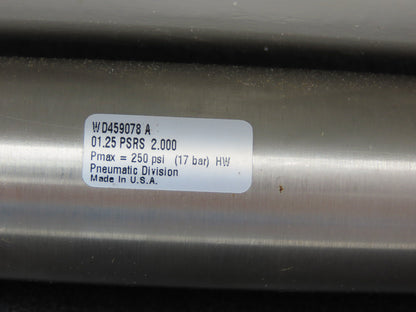 WD459078 A
01.25 PSRS 2.000
Pmax = 250 psi (17 bar) HW
Pneumatic Division
Made in U.S.A.